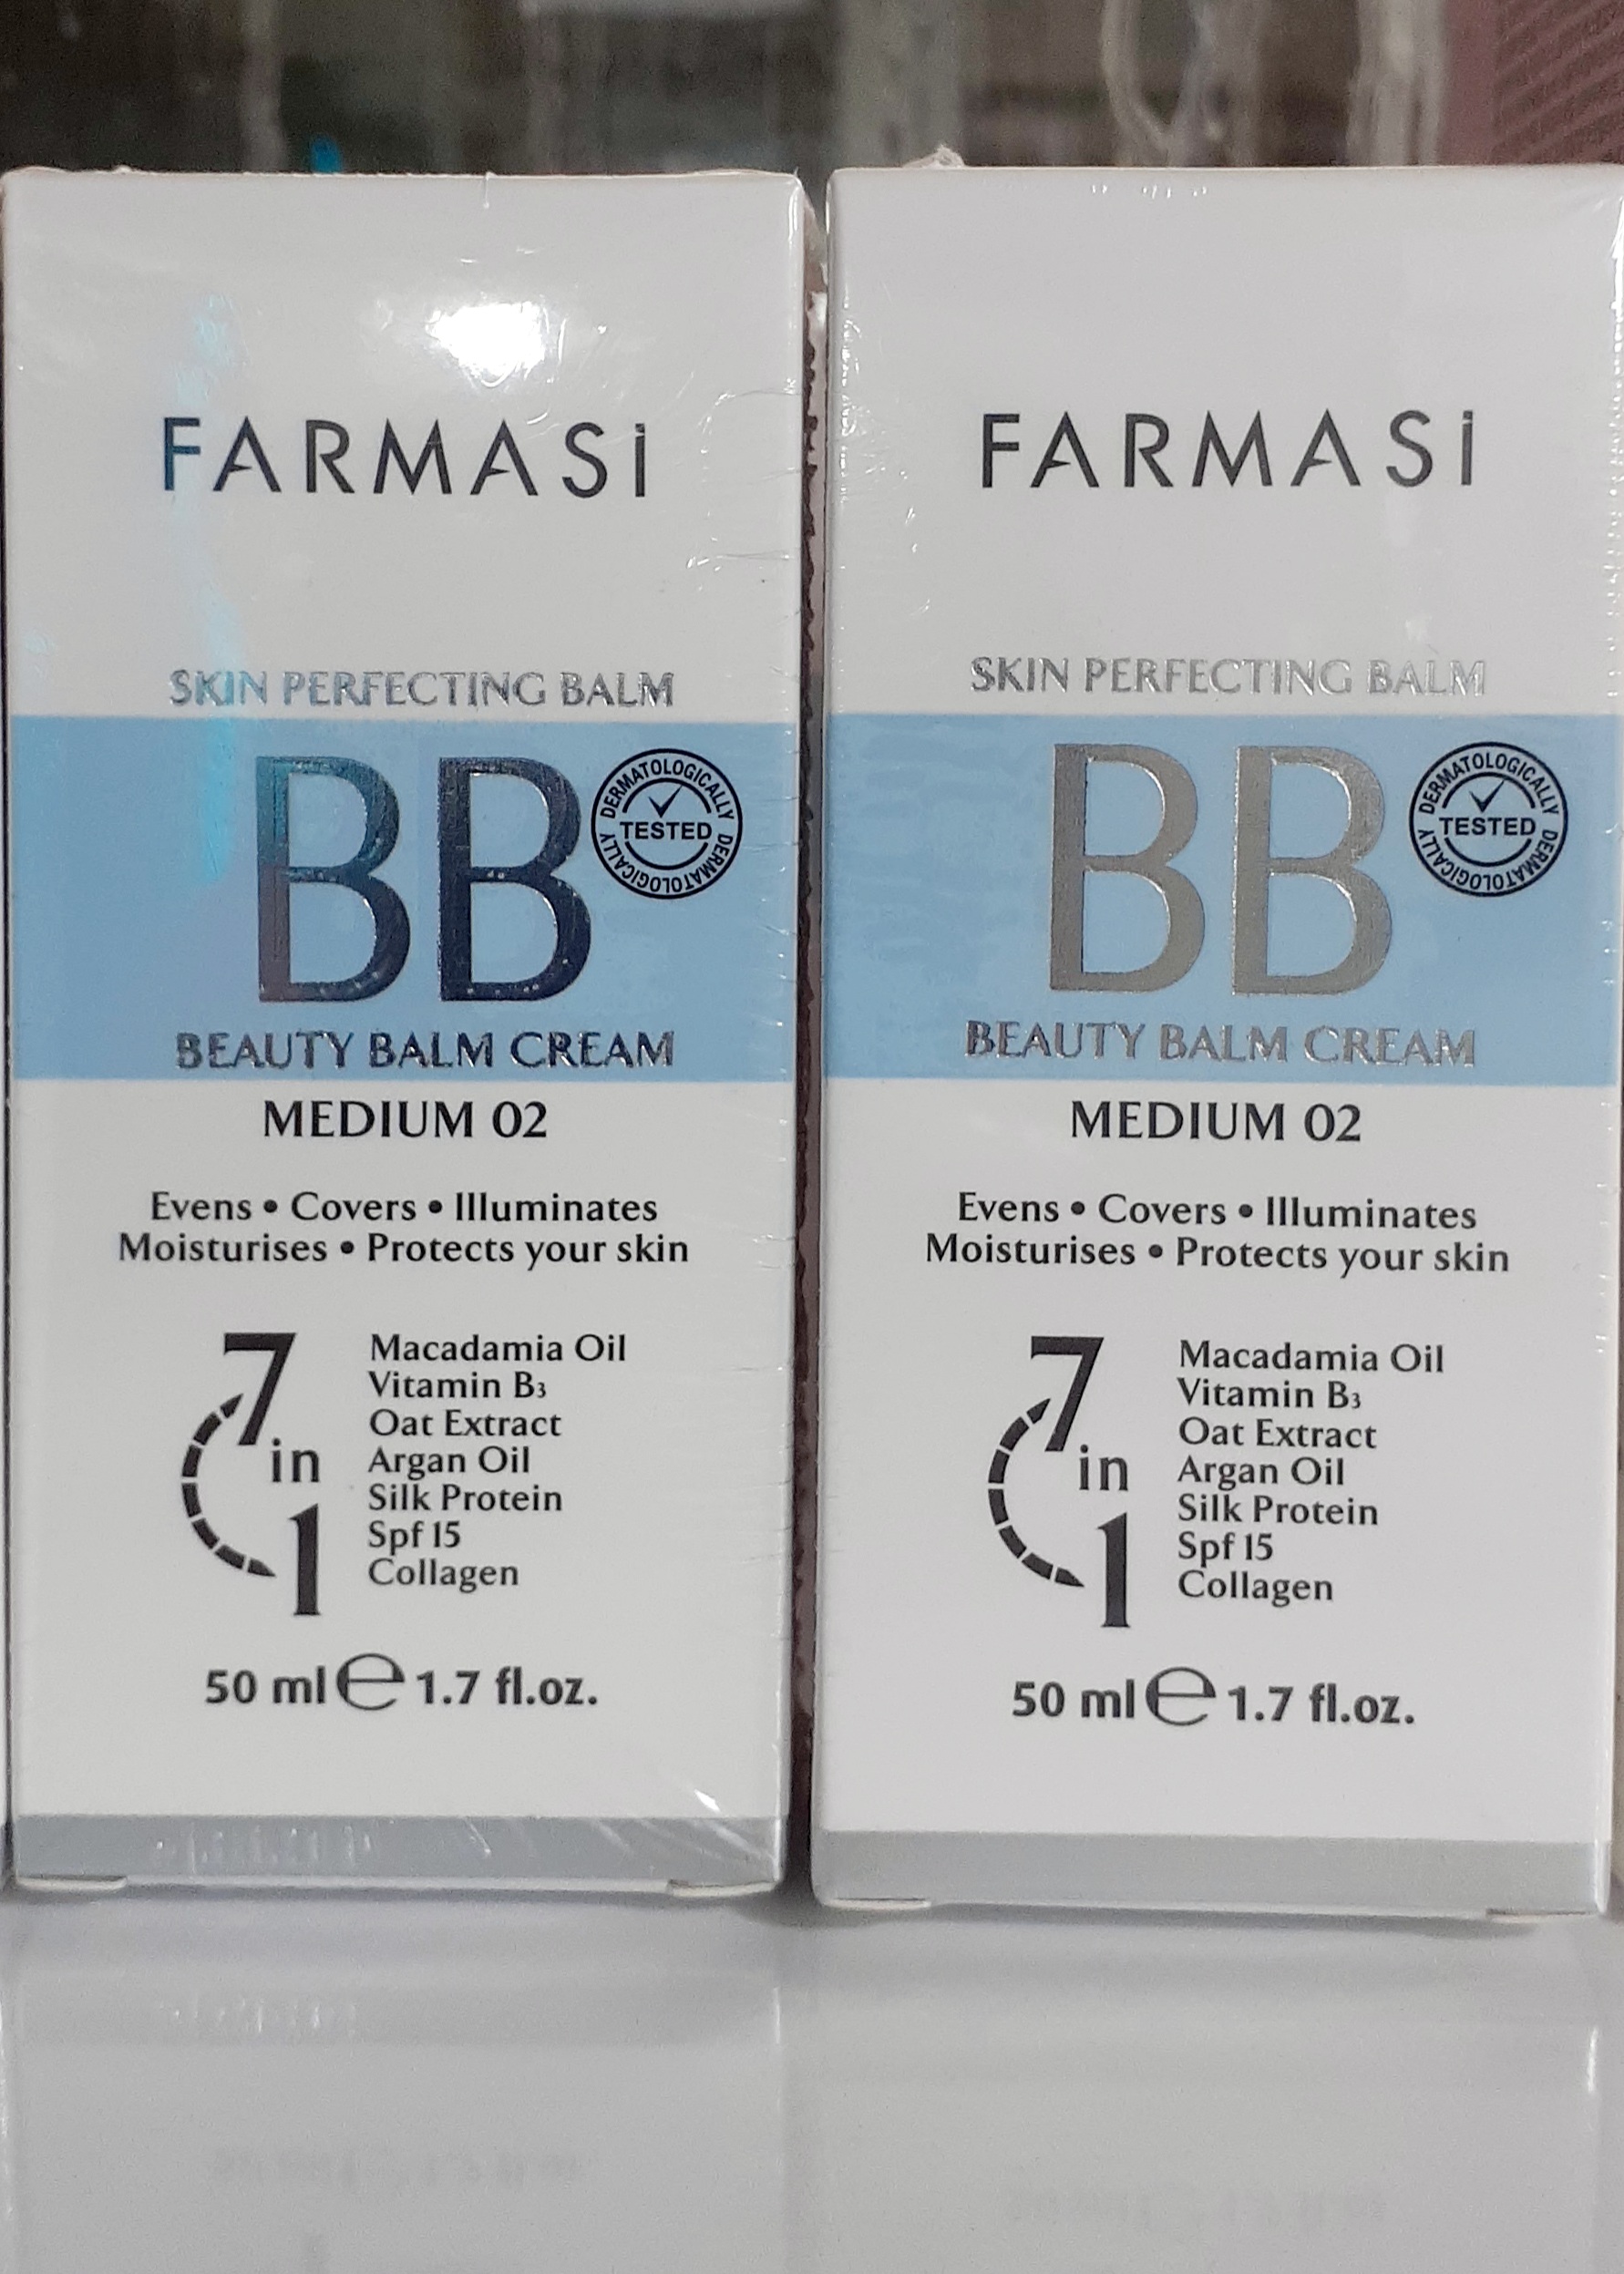 FARMASi
SKIN PERFECTING BALM
BB
DERMATOLOGICALLY
TESTED
DERMATOLOGICALLY
BEAUTY BALM CREAM
MEDIUM 02
Evens • Covers • Illuminates
Moisturises • Protects your skin
7 in 1
Macadamia Oil
Vitamin B₃
Oat Extract
Argan Oil
Silk Protein
Spf 15
Collagen
50 ml ℮ 1.7 fl.oz.
FARMASi
SKIN PERFECTING BALM
BB
DERMATOLOGICALLY
TESTED
DERMATOLOGICALLY
BEAUTY BALM CREAM
MEDIUM 02
Evens • Covers • Illuminates
Moisturises • Protects your skin
7 in 1
Macadamia Oil
Vitamin B₃
Oat Extract
Argan Oil
Silk Protein
Spf 15
Collagen
50 ml ℮ 1.7 fl.oz.